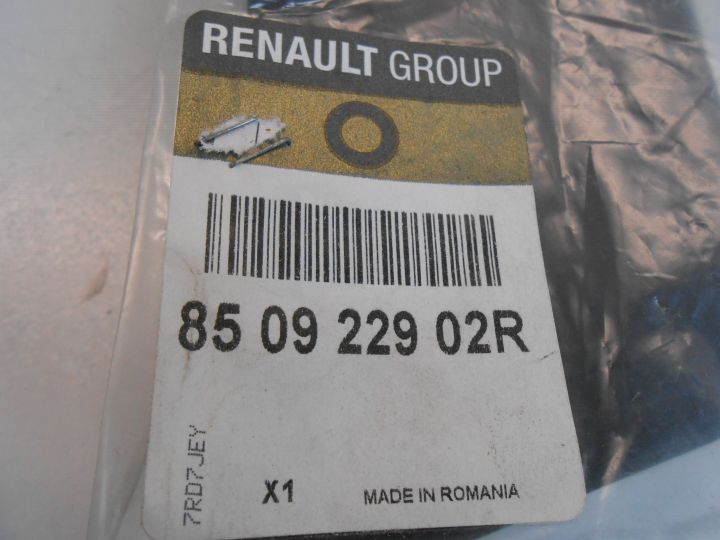 RENAULT GROUP
85 09 229 02R
7RD7JEY
X1 MADE IN ROMANIA